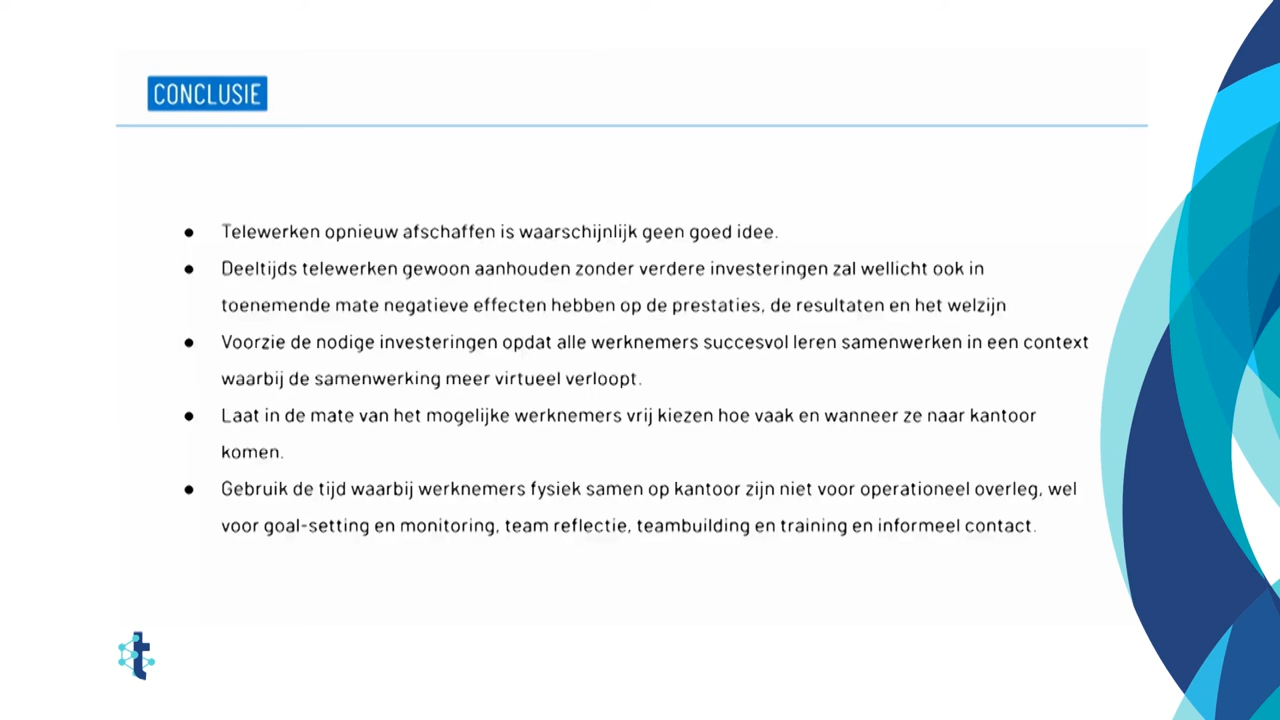 CONCLUSIE
● Telewerken opnieuw afschaffen is waarschijnlijk geen goed idee.
● Deeltijds telewerken gewoon aanhouden zonder verdere investeringen zal wellicht ook in
toenemende mate negatieve effecten hebben op de prestaties, de resultaten en het welzijn
● Voorzie de nodige investeringen opdat alle werknemers succesvol leren samenwerken in een context
waarbij de samenwerking meer virtueel verloopt.
● Laat in de mate van het mogelijke werknemers vrij kiezen hoe vaak en wanneer ze naar kantoor
komen.
● Gebruik de tijd waarbij werknemers fysiek samen op kantoor zijn niet voor operationeel overleg, wel
voor goal-setting en monitoring, team reflectie, teambuilding en training en informeel contact.
t